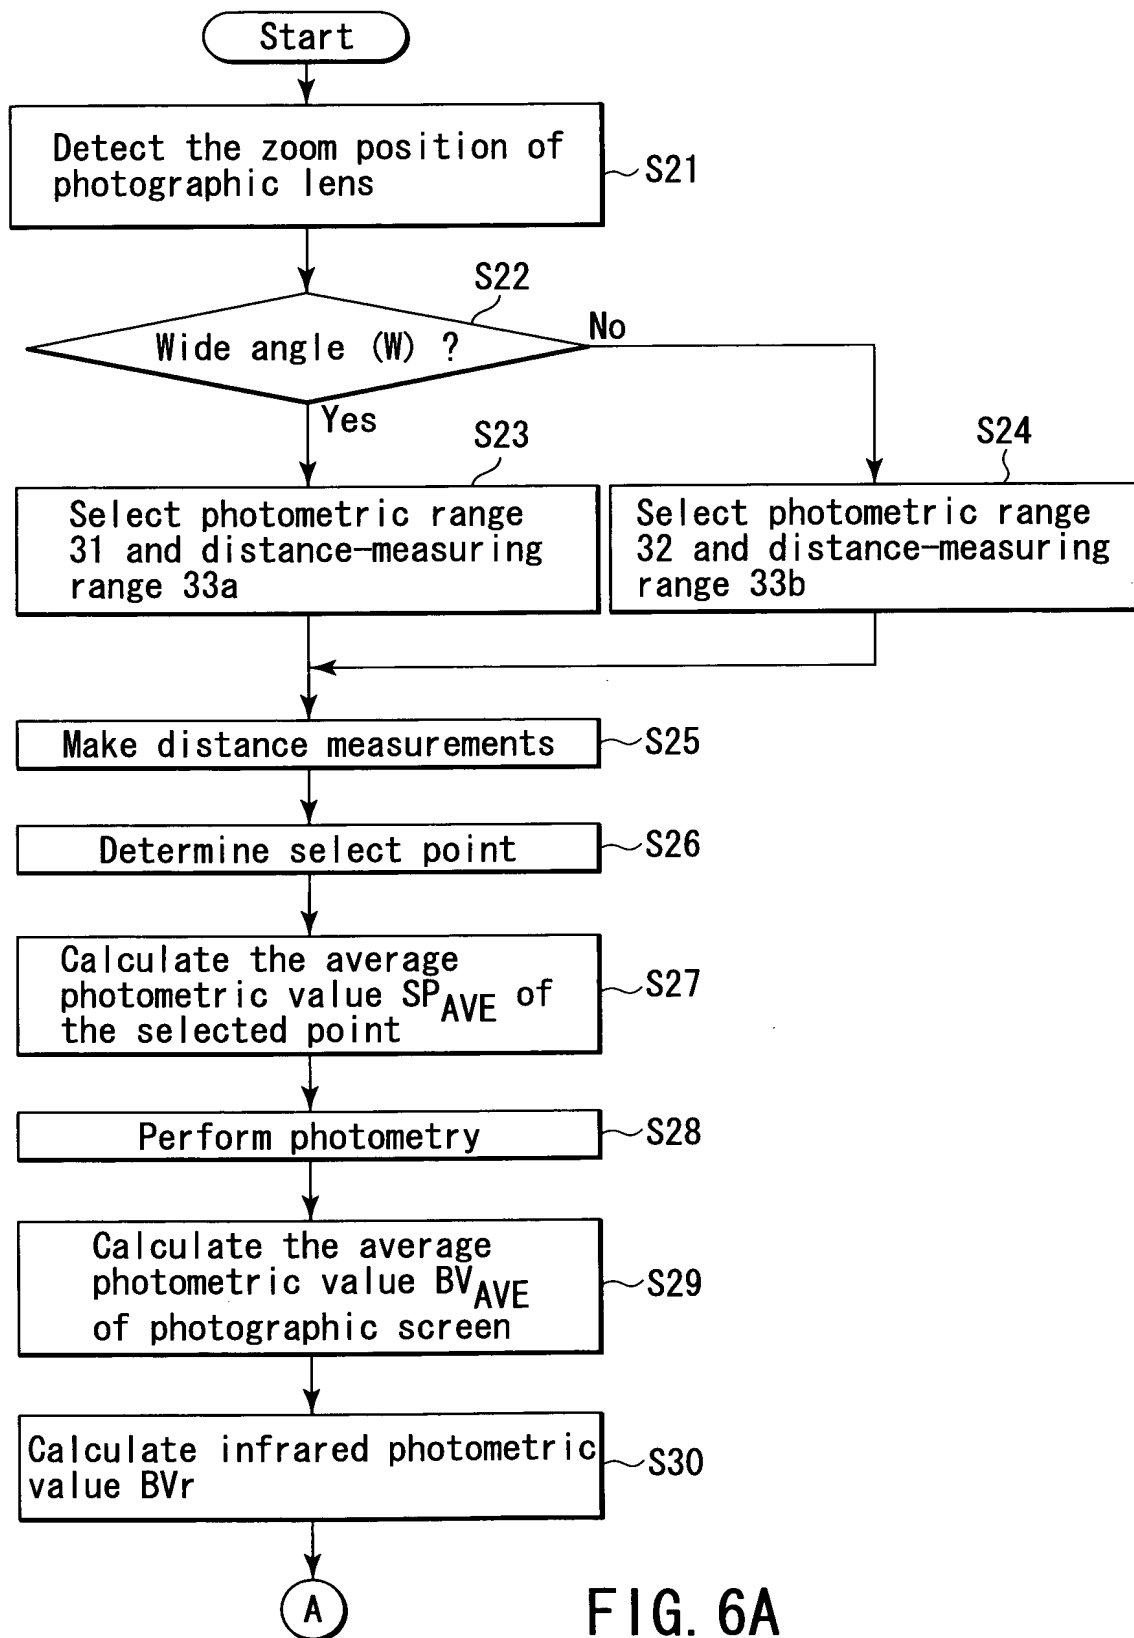 Start
Detect the zoom position of
photographic lens
S21
S22
Wide angle (W) ?
No
Yes
S23
S24
Select photometric range
31 and distance-measuring
range 33a
Select photometric range
32 and distance-measuring
range 33b
Make distance measurements
S25
Determine select point
S26
Calculate the average
photometric value SPAVE of
the selected point
S27
Perform photometry
S28
Calculate the average
photometric value BVAVE
of photographic screen
S29
Calculate infrared photometric
value BVr
S30
A
FIG. 6A